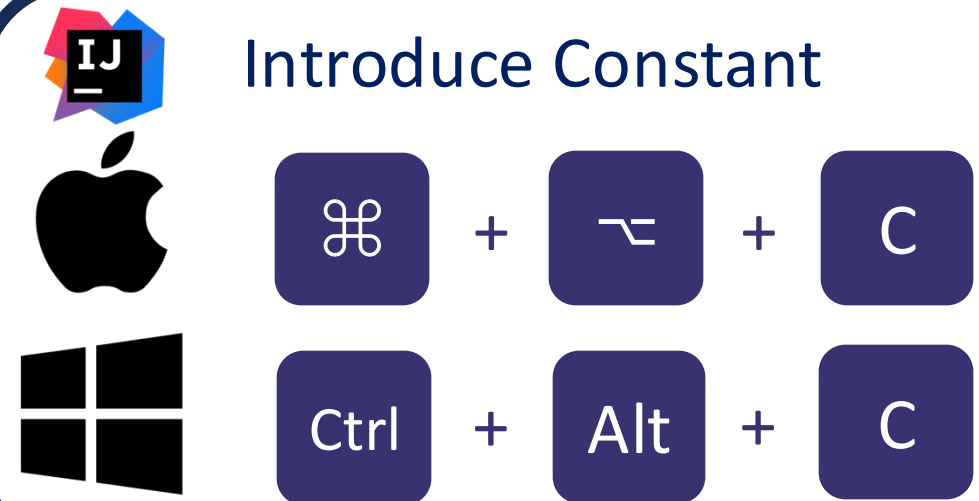 IJ
Introduce Constant
⌘ + ⌥ + C
Ctrl + Alt + C